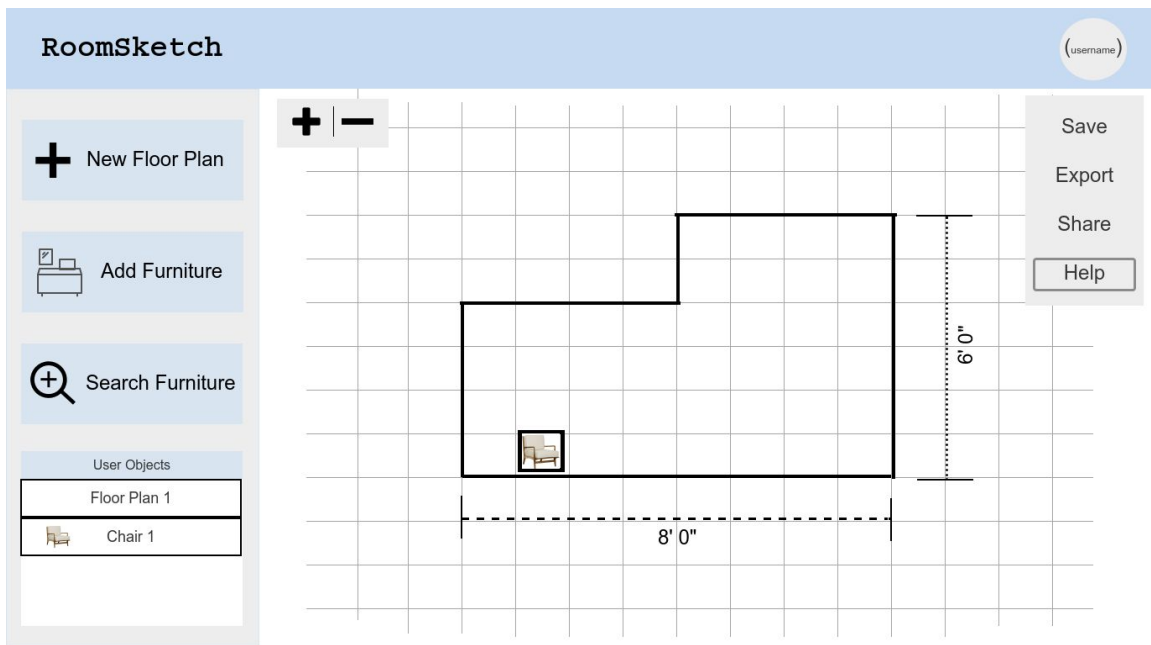 RoomSketch
(username)
New Floor Plan
Add Furniture
Search Furniture
User Objects
Floor Plan 1
Chair 1
Save
Export
Share
Help
6' 0"
8' 0"